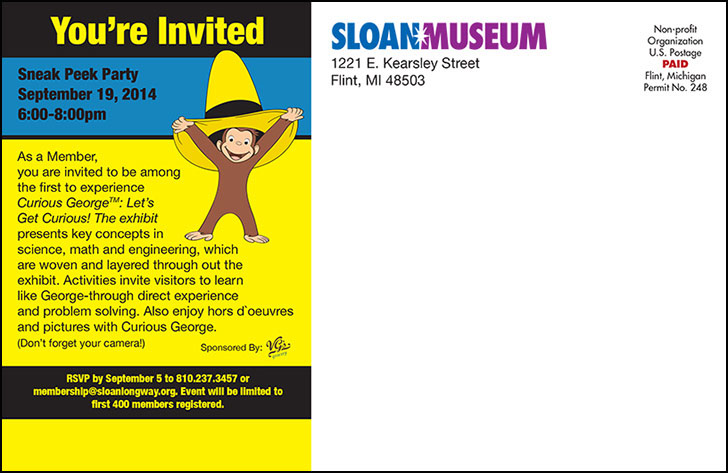 You're Invited
Sneak Peek Party
September 19, 2014
6:00-8:00pm
As a Member,
you are invited to be among
the first to experience
Curious George™: Let's
Get Curious! The exhibit
presents key concepts in
science, math and engineering, which
are woven and layered through out the
exhibit. Activities invite visitors to learn
like George-through direct experience
and problem solving. Also enjoy hors d`oeuvres
and pictures with Curious George.
(Don't forget your camera!)
Sponsored By: VG's
RSVP by September 5 to 810.237.3457 or
membership@sloanlongway.org. Event will be limited to
first 400 members registered.
SLOAN MUSEUM
1221 E. Kearsley Street
Flint, MI 48503
Non-profit
Organization
U.S. Postage
PAID
Flint, Michigan
Permit No. 248